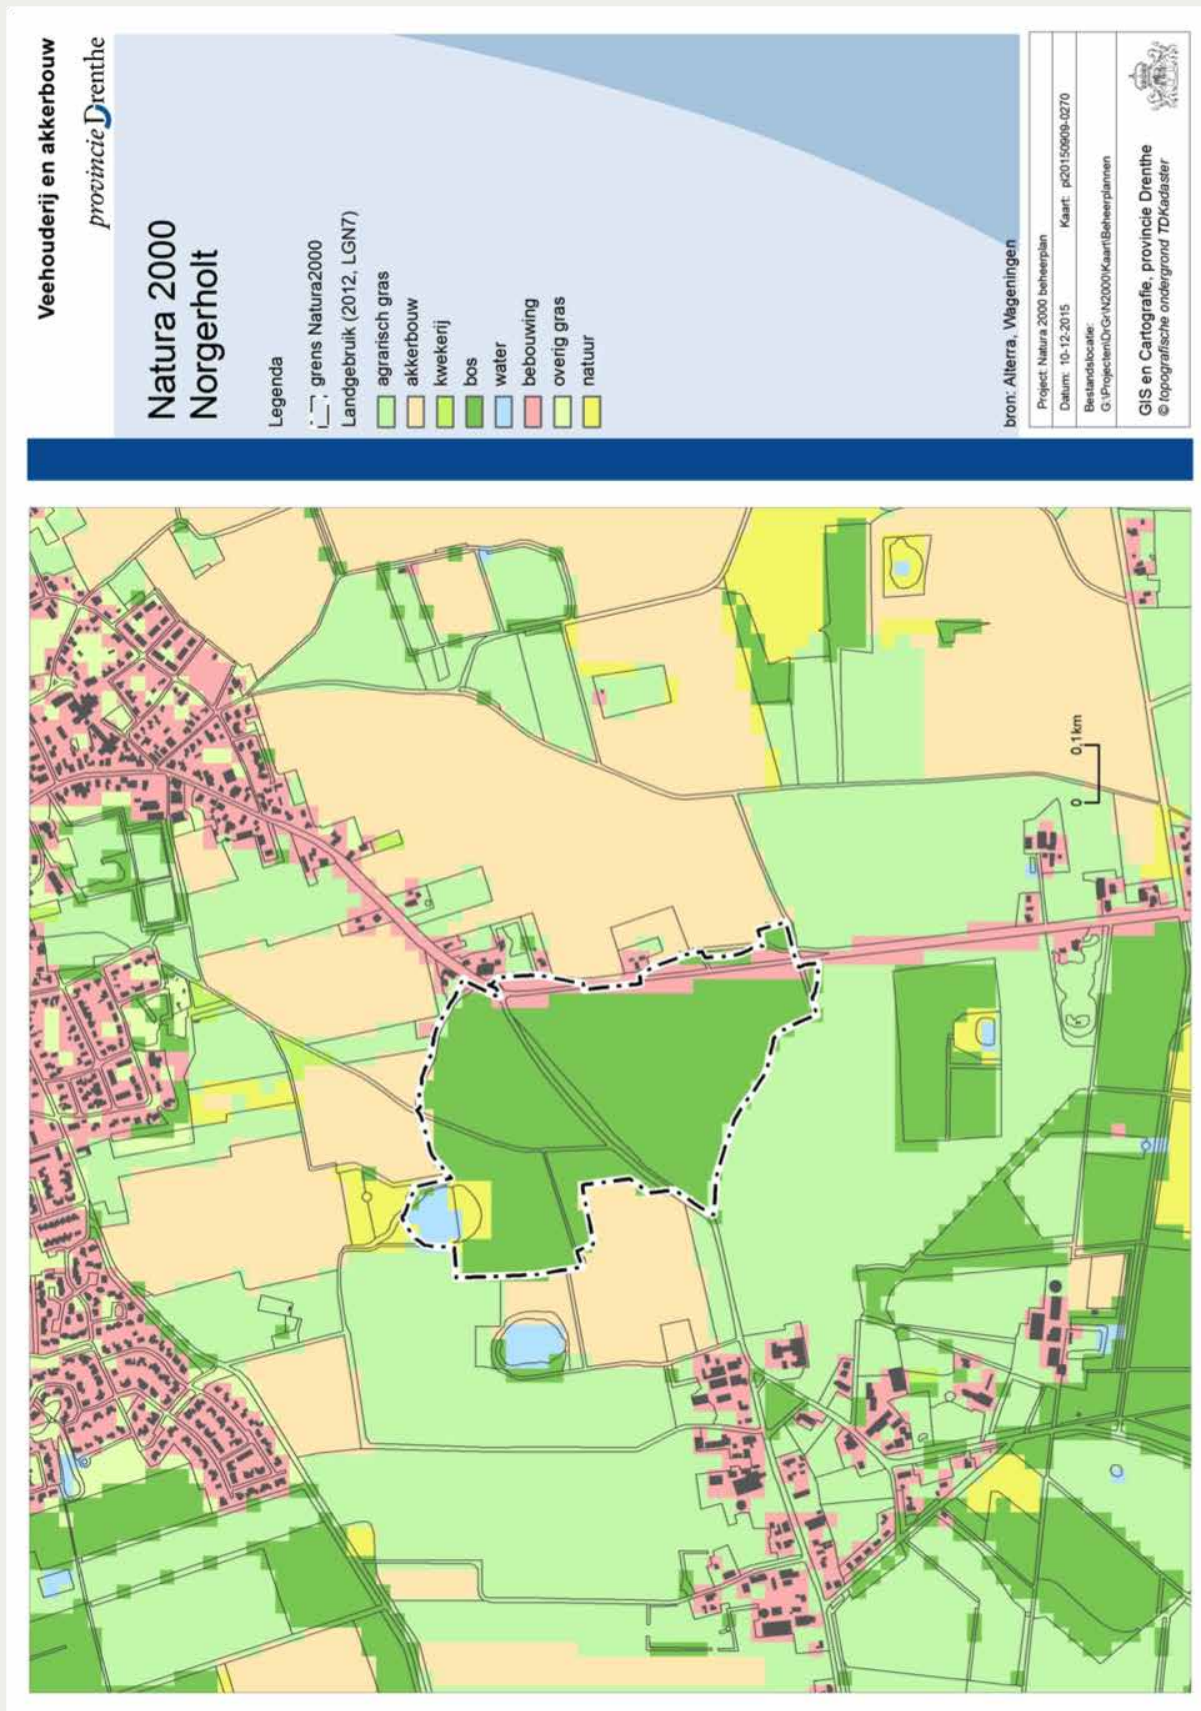 Veehouderij en akkerbouw
provincie Drenthe
Natura 2000
Norgerholt
Legenda
grens Natura2000
Landgebruik (2012, LGN7)
agrarisch gras
akkerbouw
kwekerij
bos
water
bebouwing
overig gras
natuur
bron: Alterra, Wageningen
Project: Natura 2000 beheerplan
Datum: 10-12-2015 Kaart: pl20150909-0270
Bestandslocatie:
G:\Projecten\DrGr\N2000\Kaart\Beheerplannen
GIS en Cartografie, provincie Drenthe
© topografische ondergrond TDKadaster
0 0,1km